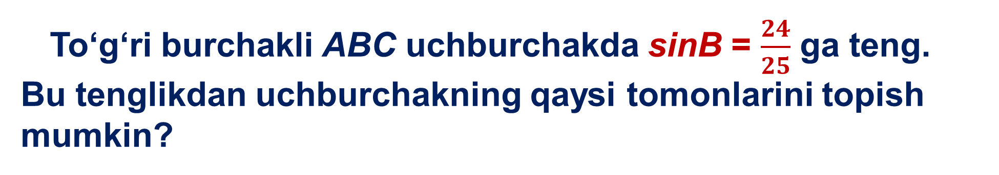 To‘g‘ri burchakli ABC uchburchakda sinB = 24/25 ga teng.
Bu tenglikdan uchburchakning qaysi tomonlarini topish
mumkin?